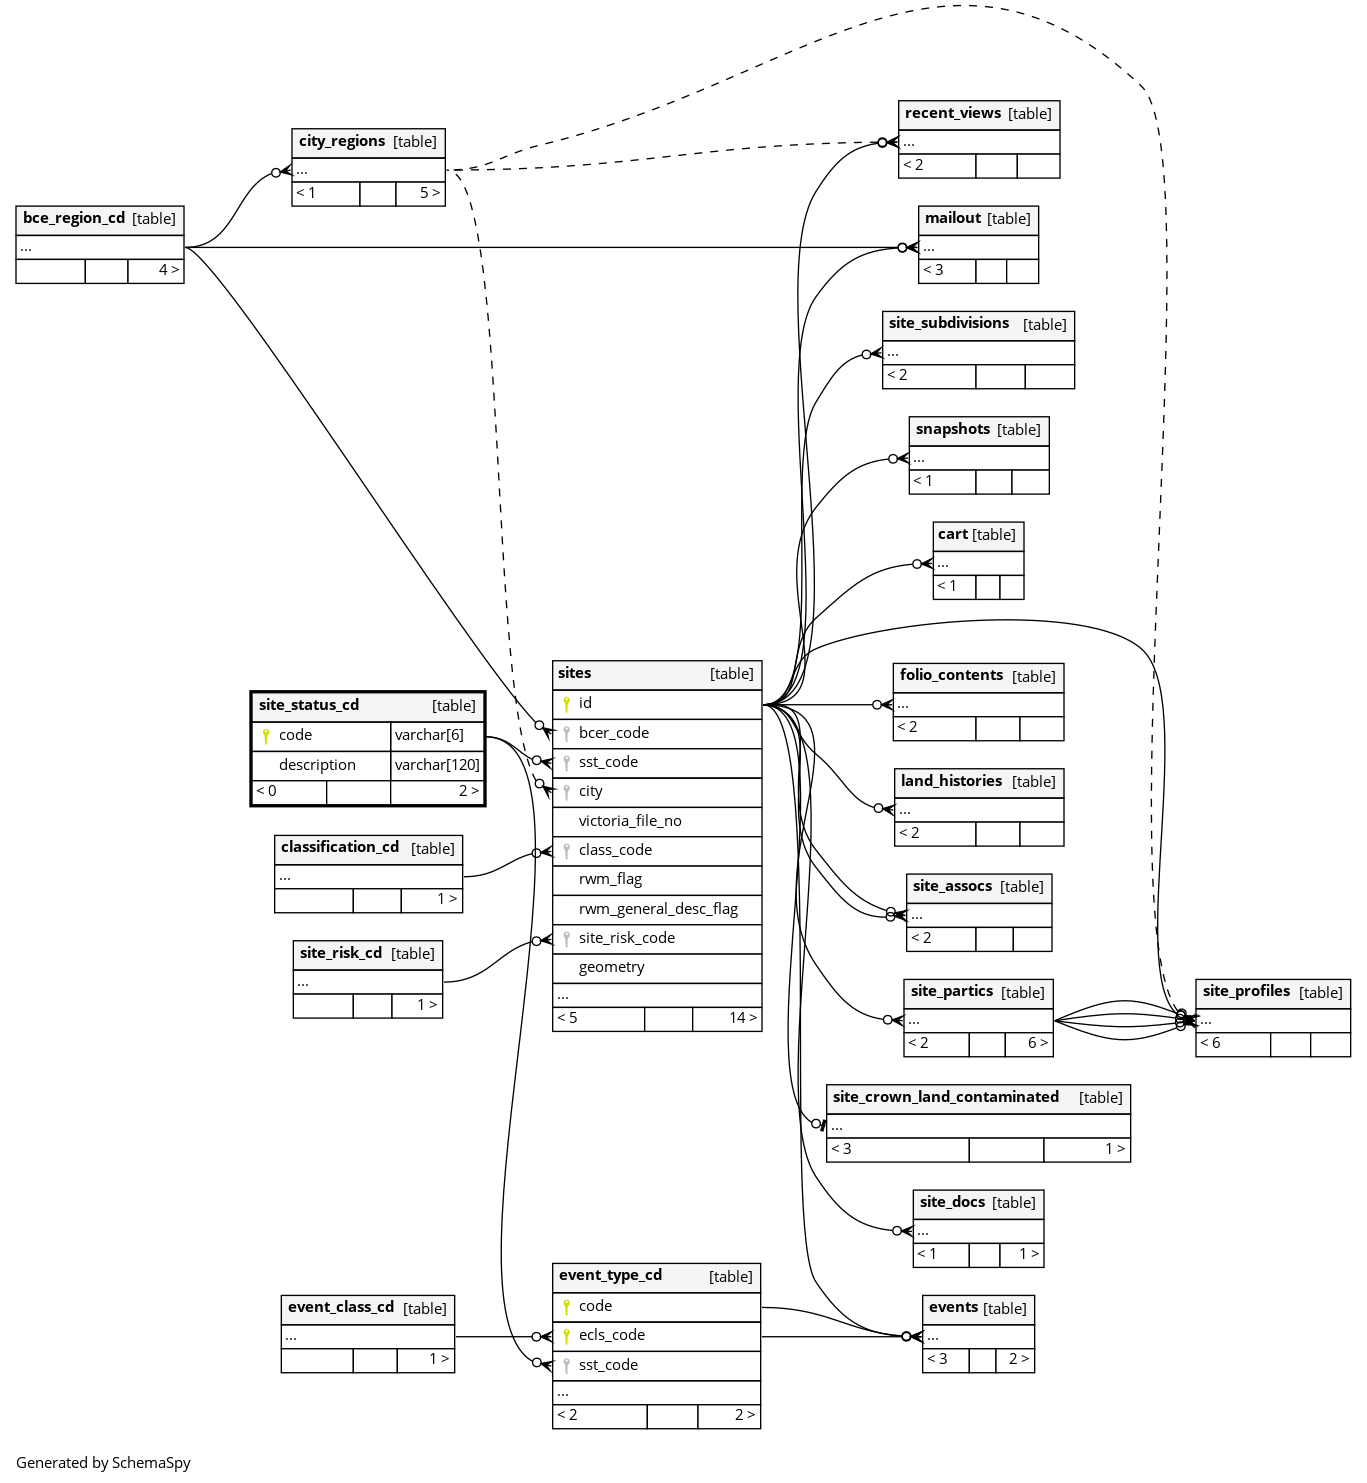 recent_views [table]
...
< 2
city_regions [table]
...
< 1 5 >
bce_region_cd [table]
...
4 >
mailout [table]
...
< 3
site_subdivisions [table]
...
< 2
snapshots [table]
...
< 1
cart [table]
...
< 1
sites [table]
id
bcer_code
sst_code
city
victoria_file_no
class_code
rwm_flag
rwm_general_desc_flag
site_risk_code
geometry
...
< 5 14 >
folio_contents [table]
...
< 2
site_status_cd [table]
code varchar[6]
description varchar[120]
< 0 2 >
land_histories [table]
...
< 2
classification_cd [table]
...
1 >
site_assocs [table]
...
< 2
site_risk_cd [table]
...
1 >
site_partics [table]
...
< 2 6 >
site_profiles [table]
...
< 6
site_crown_land_contaminated [table]
...
< 3 1 >
site_docs [table]
...
< 1 1 >
event_type_cd [table]
code
ecls_code
sst_code
...
< 2 2 >
event_class_cd [table]
...
1 >
events [table]
...
< 3 2 >
Generated by SchemaSpy